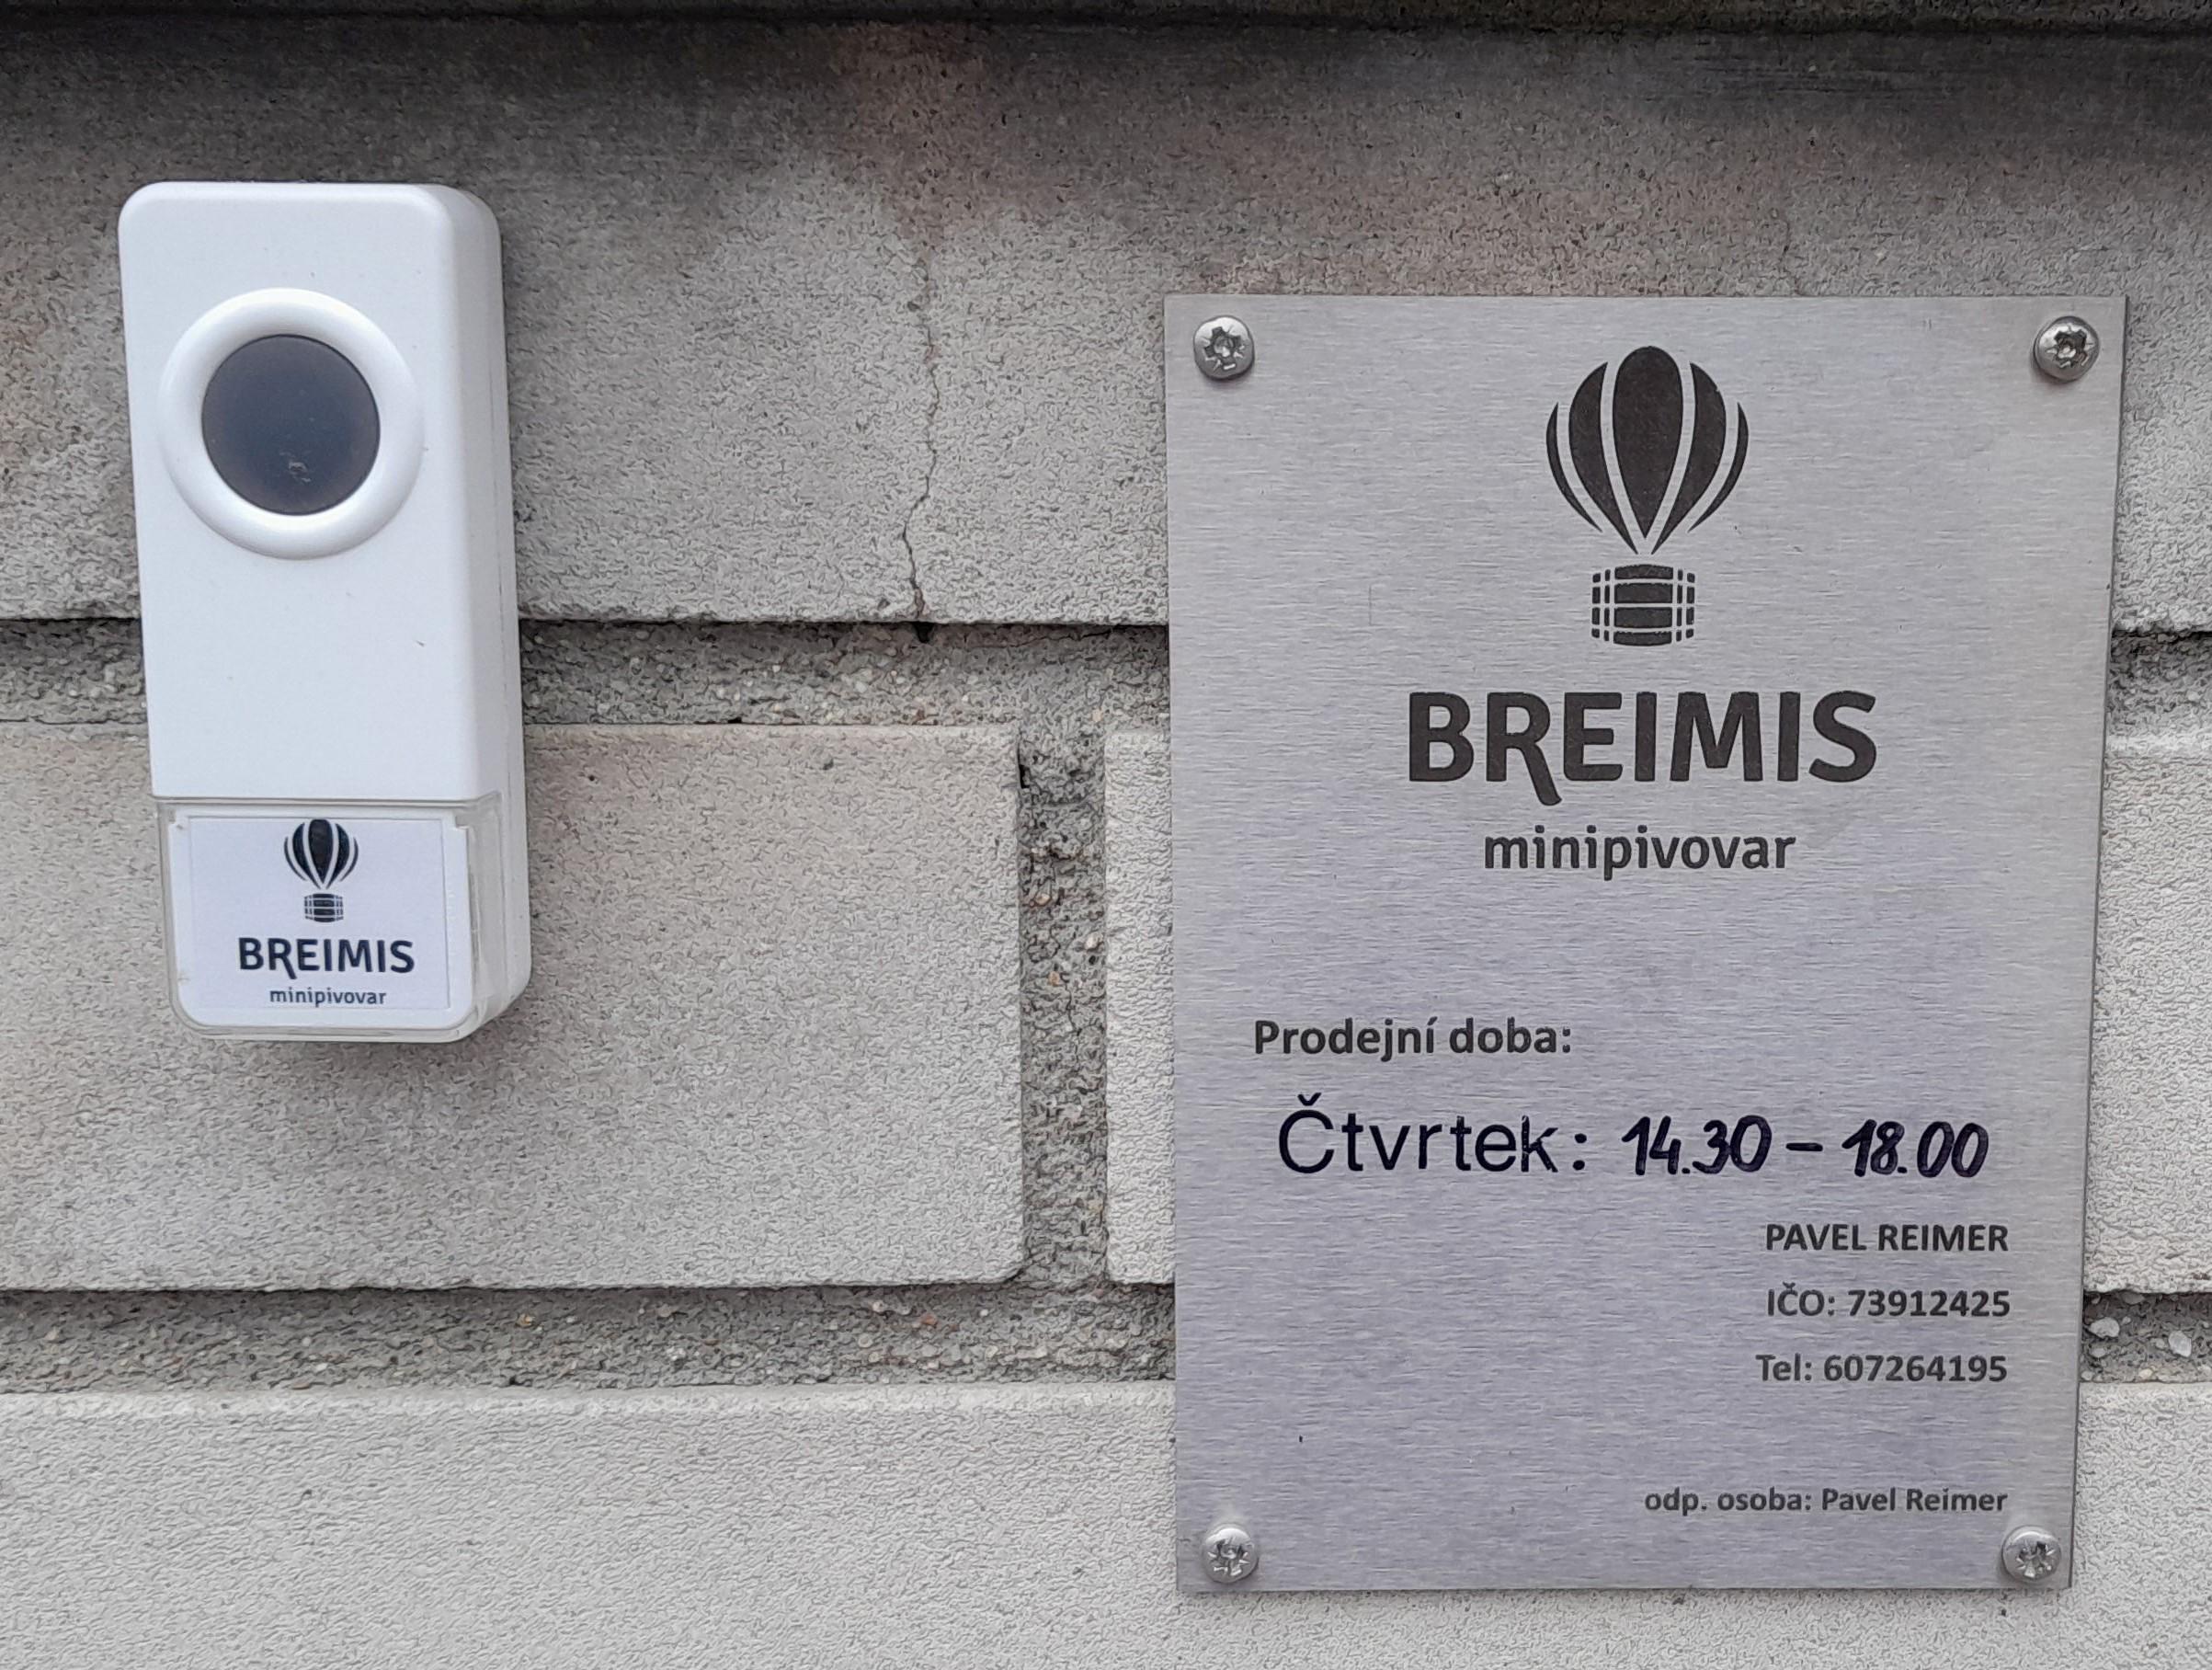 BREIMIS
minipivovar
BREIMIS
minipivovar
Prodejní doba:
Čtvrtek: 14.30 - 18.00
PAVEL REIMER
IČO: 73912425
Tel: 607264195
odp. osoba: Pavel Reimer